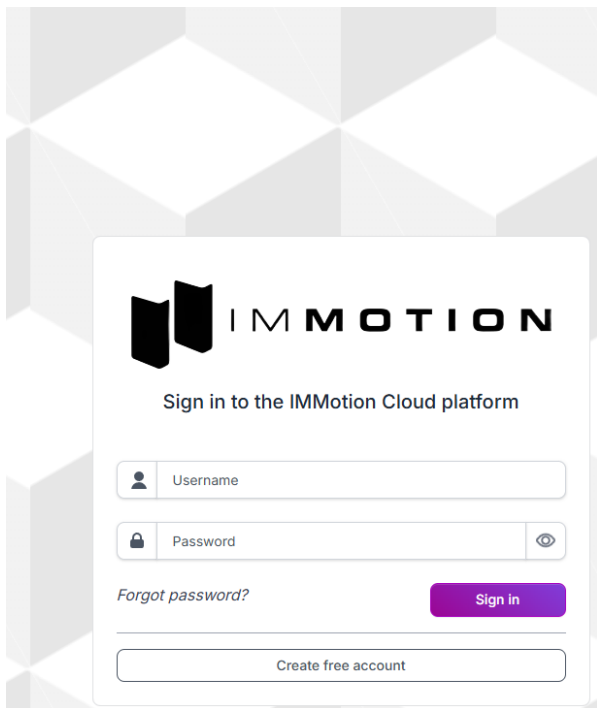 IMMOTION
Sign in to the IMMotion Cloud platform
Username
Password
Forgot password?
Sign in
Create free account